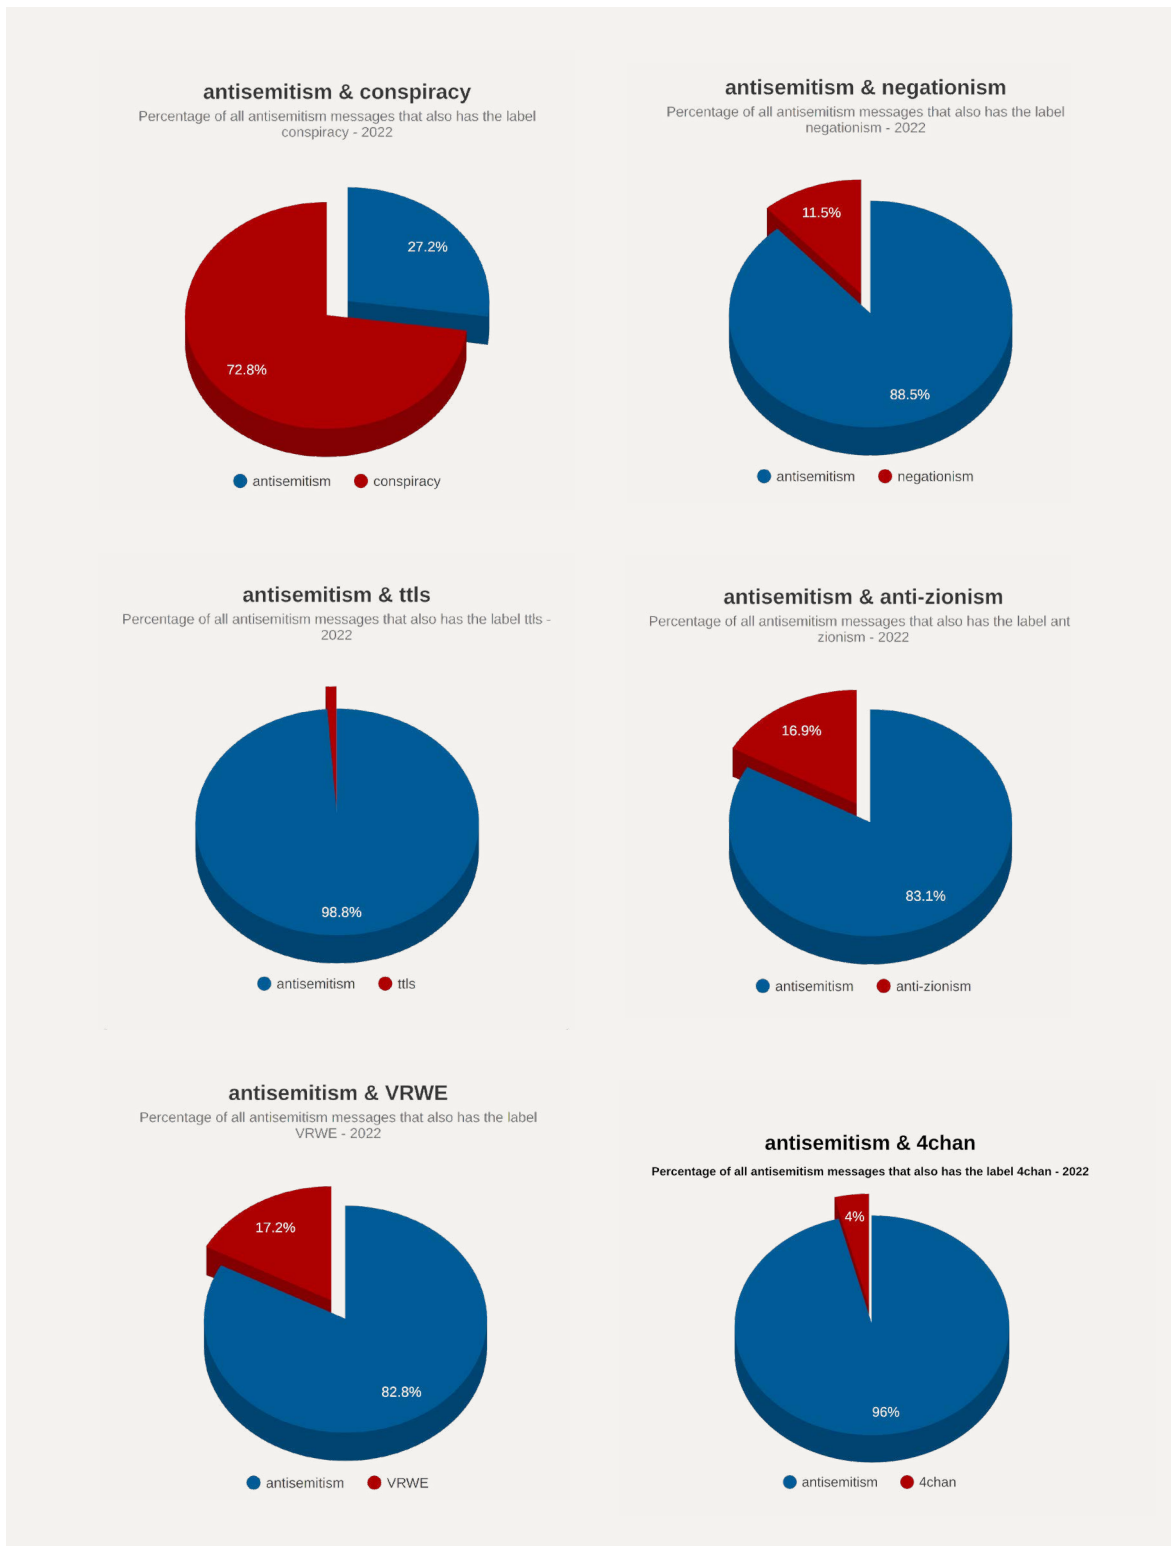 antisemitism & conspiracy
Percentage of all antisemitism messages that also has the label
conspiracy - 2022
27.2%
72.8%
antisemitism
conspiracy
antisemitism & negationism
Percentage of all antisemitism messages that also has the label
negationism - 2022
11.5%
88.5%
antisemitism
negationism
antisemitism & ttls
Percentage of all antisemitism messages that also has the label ttls -
2022
98.8%
antisemitism
ttls
antisemitism & anti-zionism
Percentage of all antisemitism messages that also has the label ant
zionism - 2022
16.9%
83.1%
antisemitism
anti-zionism
antisemitism & VRWE
Percentage of all antisemitism messages that also has the label
VRWE - 2022
17.2%
82.8%
antisemitism
VRWE
antisemitism & 4chan
Percentage of all antisemitism messages that also has the label 4chan - 2022
4%
96%
antisemitism
4chan